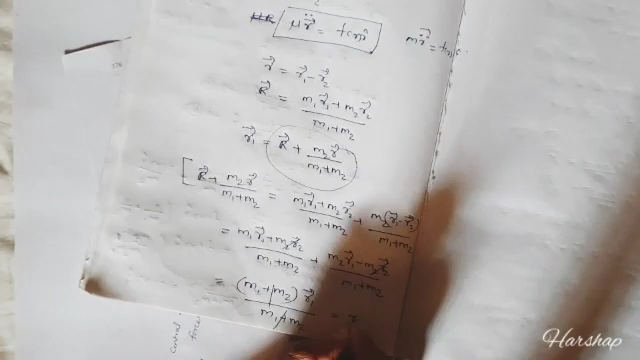 μ r̈⃗ = f(r)r̂
m r̈⃗ = f(r)
r⃗ = r⃗₁ - r⃗₂
R⃗ = (m₁r⃗₁ + m₂r⃗₂)/(m₁+m₂)
r⃗₁ = R⃗ + m₂r⃗/(m₁+m₂)
[ R⃗ + m₂r⃗/(m₁+m₂) = (m₁r⃗₁ + m₂r⃗₂)/(m₁+m₂) + m₂(r⃗₁-r⃗₂)/(m₁+m₂)
= (m₁r⃗₁ + m₂r⃗₂)/(m₁+m₂) + (m₂r⃗₁ - m₂r⃗₂)/(m₁+m₂)
= (m₁+m₂) r⃗₁/(m₁+m₂) = r
central
force
Harshap